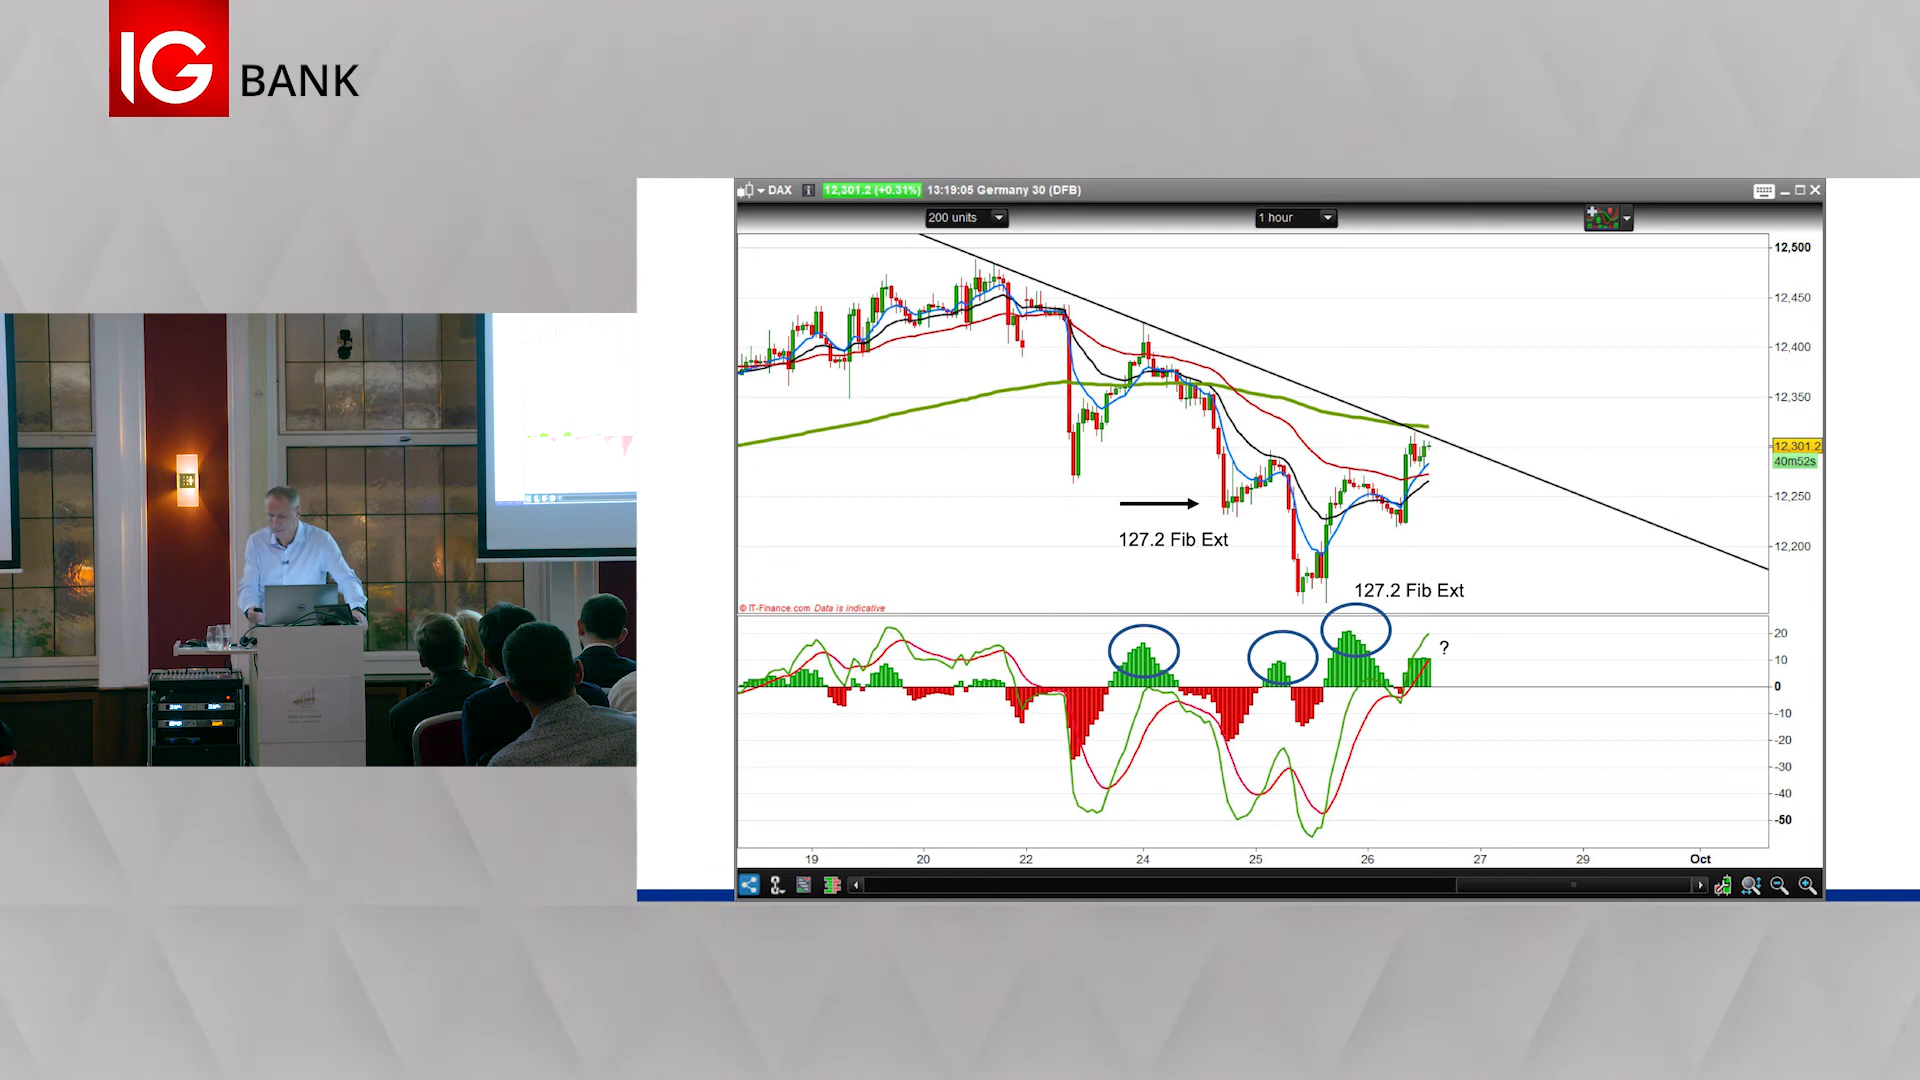 IG BANK
DAX i 12,301.2 (+0.31%) 13:19:05 Germany 30 (DFB)
200 units
1 hour
12,500
12,450
12,400
12,350
12,301.2
40m52s
12,250
12,200
127.2 Fib Ext
127.2 Fib Ext
© IT-Finance.com Data is indicative
?
20
10
0
-10
-20
-30
-40
-50
19 20 22 24 25 26 27 29 Oct